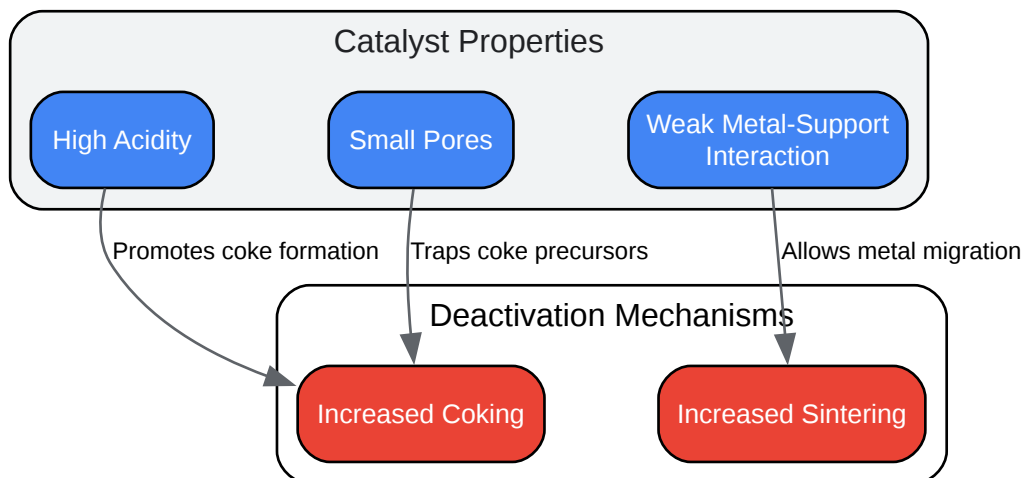 Catalyst Properties
High Acidity
Small Pores
Weak Metal-Support
Interaction
Promotes coke formation
Traps coke precursors
Allows metal migration
Deactivation Mechanisms
Increased Coking
Increased Sintering